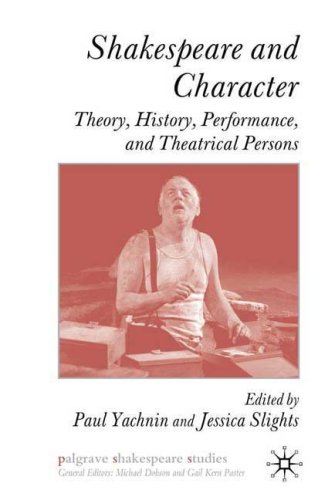 Shakespeare and
Character
Theory, History, Performance,
and Theatrical Persons
Edited by
Paul Yachnin and Jessica Slights
palgrave shakespeare studies
General Editors: Michael Dobson and Gail Kern Paster